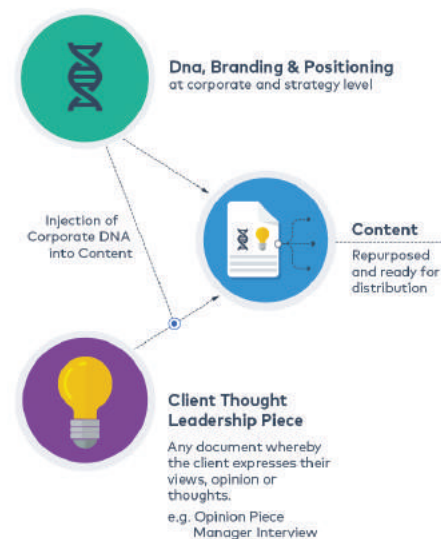 Dna, Branding & Positioning
at corporate and strategy level
Injection of
Corporate DNA
into Content
Content
Repurposed
and ready for
distribution
Client Thought
Leadership Piece
Any document whereby
the client expresses their
views, opinion or
thoughts.
e.g. Opinion Piece
Manager Interview